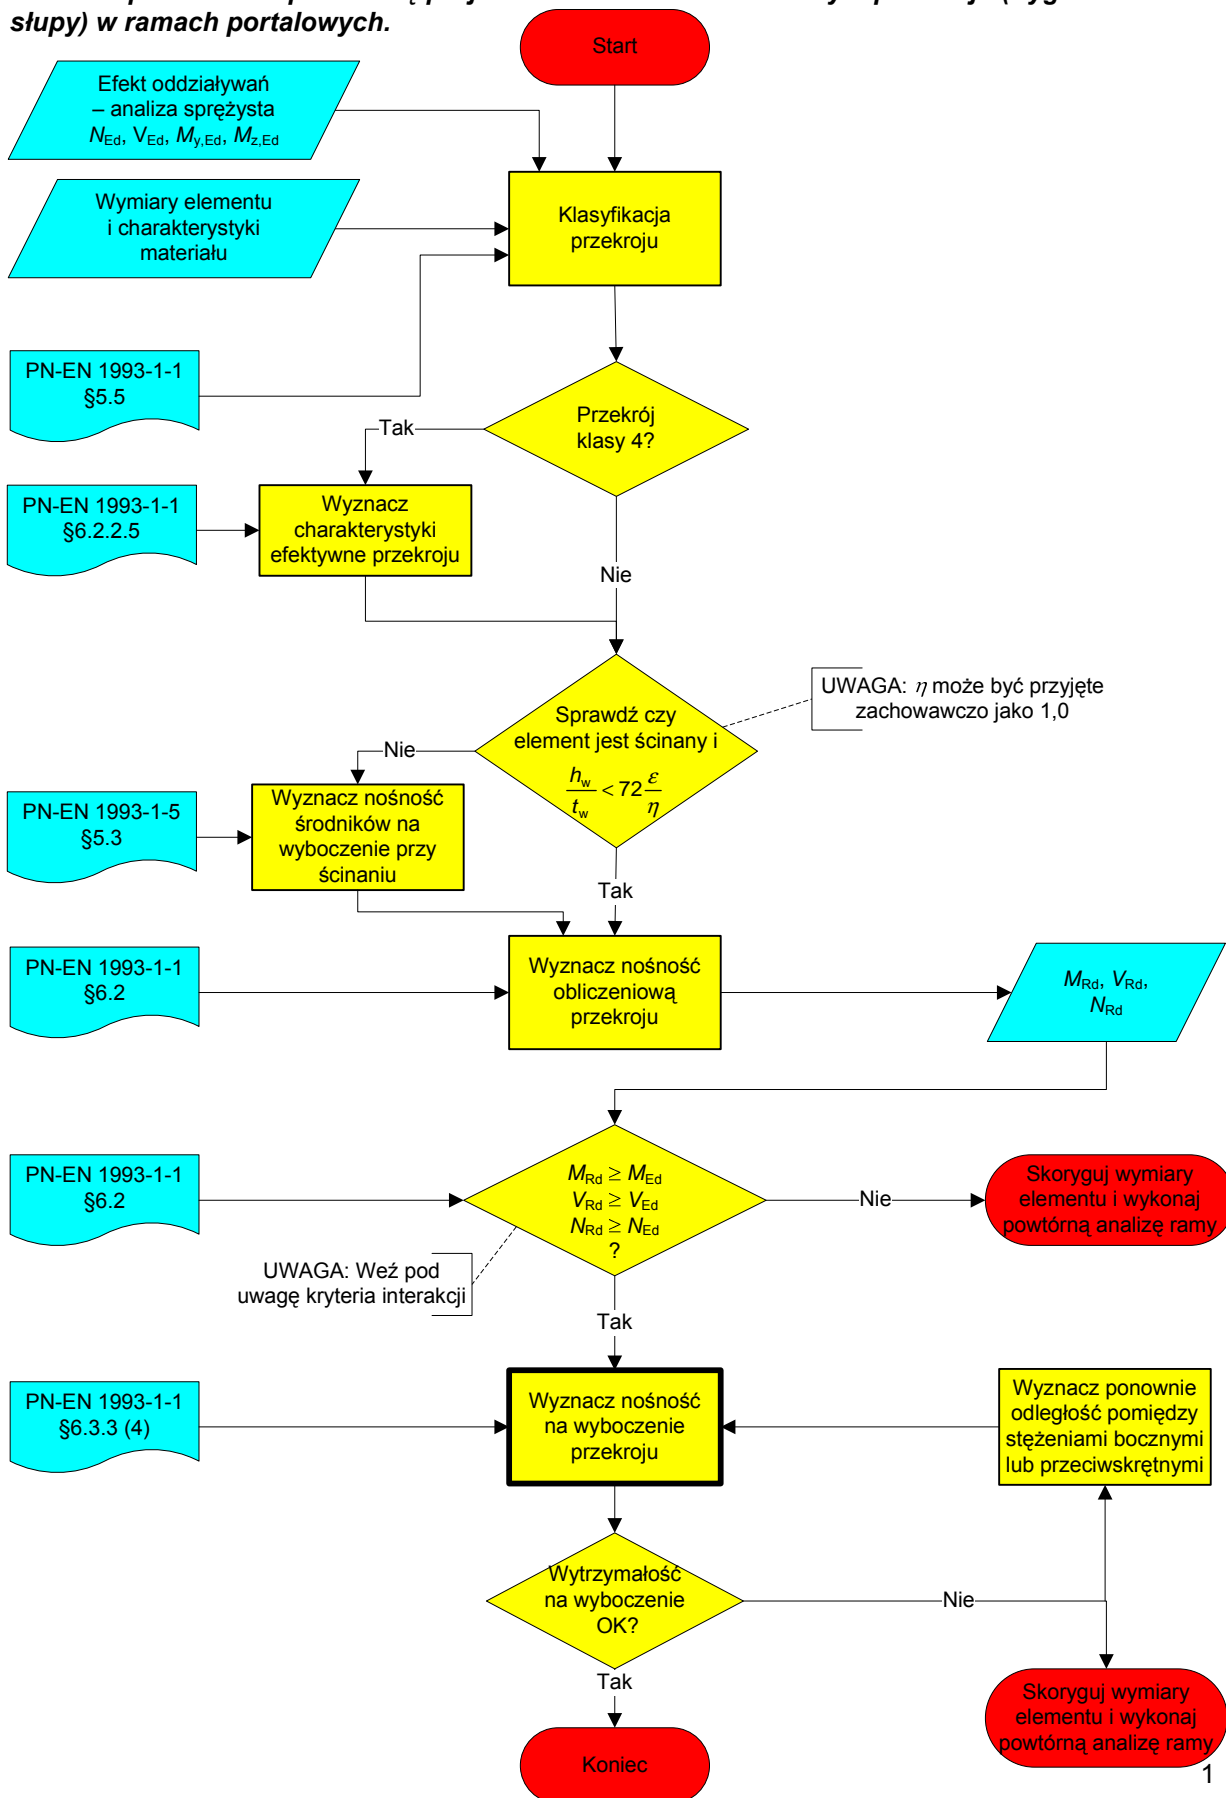 słupy) w ramach portalowych.
Start
Efekt oddziaływań
– analiza sprężysta
NEd, VEd, My,Ed, Mz,Ed
Wymiary elementu
i charakterystyki
materiału
Klasyfikacja
przekroju
PN-EN 1993-1-1
§5.5
Przekrój
klasy 4?
Tak
PN-EN 1993-1-1
§6.2.2.5
Wyznacz
charakterystyki
efektywne przekroju
Nie
UWAGA: η może być przyjęte
zachowawczo jako 1,0
Sprawdź czy
element jest ścinany i
hw/tw < 72 ε/η
Nie
PN-EN 1993-1-5
§5.3
Wyznacz nośność
środników na
wyboczenie przy
ścinaniu
Tak
PN-EN 1993-1-1
§6.2
Wyznacz nośność
obliczeniową
przekroju
MRd, VRd,
NRd
PN-EN 1993-1-1
§6.2
MRd ≥ MEd
VRd ≥ VEd
NRd ≥ NEd
?
Nie
Skoryguj wymiary
elementu i wykonaj
powtórną analizę ramy
UWAGA: Weź pod
uwagę kryteria interakcji
Tak
PN-EN 1993-1-1
§6.3.3 (4)
Wyznacz nośność
na wyboczenie
przekroju
Wyznacz ponownie
odległość pomiędzy
stężeniami bocznymi
lub przeciwskrętnymi
Wytrzymałość
na wyboczenie
OK?
Nie
Tak
Skoryguj wymiary
elementu i wykonaj
powtórną analizę ramy
Koniec
1